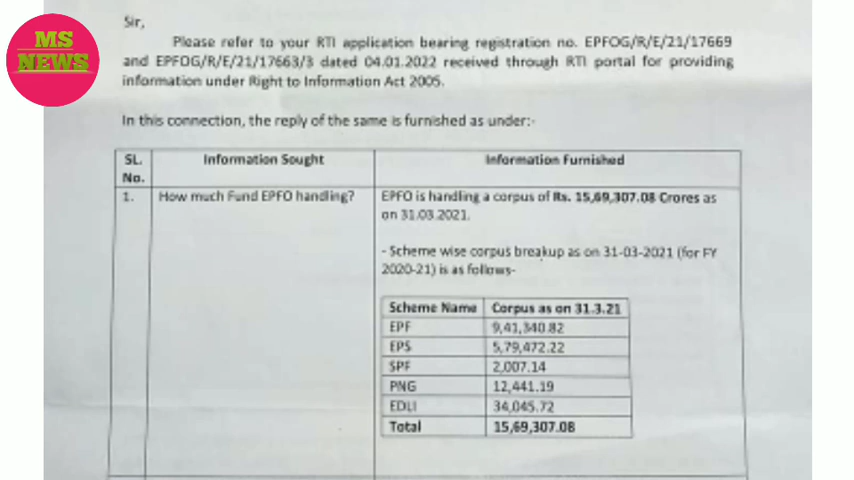 MS
NEWS
Sir,
Please refer to your RTI application bearing registration no. EPFOG/R/E/21/17669
and EPFOG/R/E/21/17663/3 dated 04.01.2022 received through RTI portal for providing
information under Right to Information Act 2005.
In this connection, the reply of the same is furnished as under:-
SL. No. Information Sought Information Furnished
1. How much Fund EPFO handling? EPFO is handling a corpus of Rs. 15,69,307.08 Crores as
on 31.03.2021.
- Scheme wise corpus breakup as on 31-03-2021 (for FY
2020-21) is as follows-
Scheme Name Corpus as on 31.3.21
EPF 9,41,340.82
EPS 5,79,472.22
SPF 2,007.14
PNG 12,441.19
EDLI 34,045.72
Total 15,69,307.08